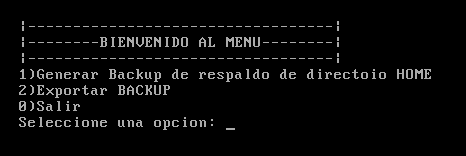 ¦--------------------------------¦
¦--------BIENVENIDO AL MENU--------¦
¦--------------------------------¦
1)Generar Backup de respaldo de directoio HOME
2)Exportar BACKUP
0)Salir
Seleccione una opcion: _